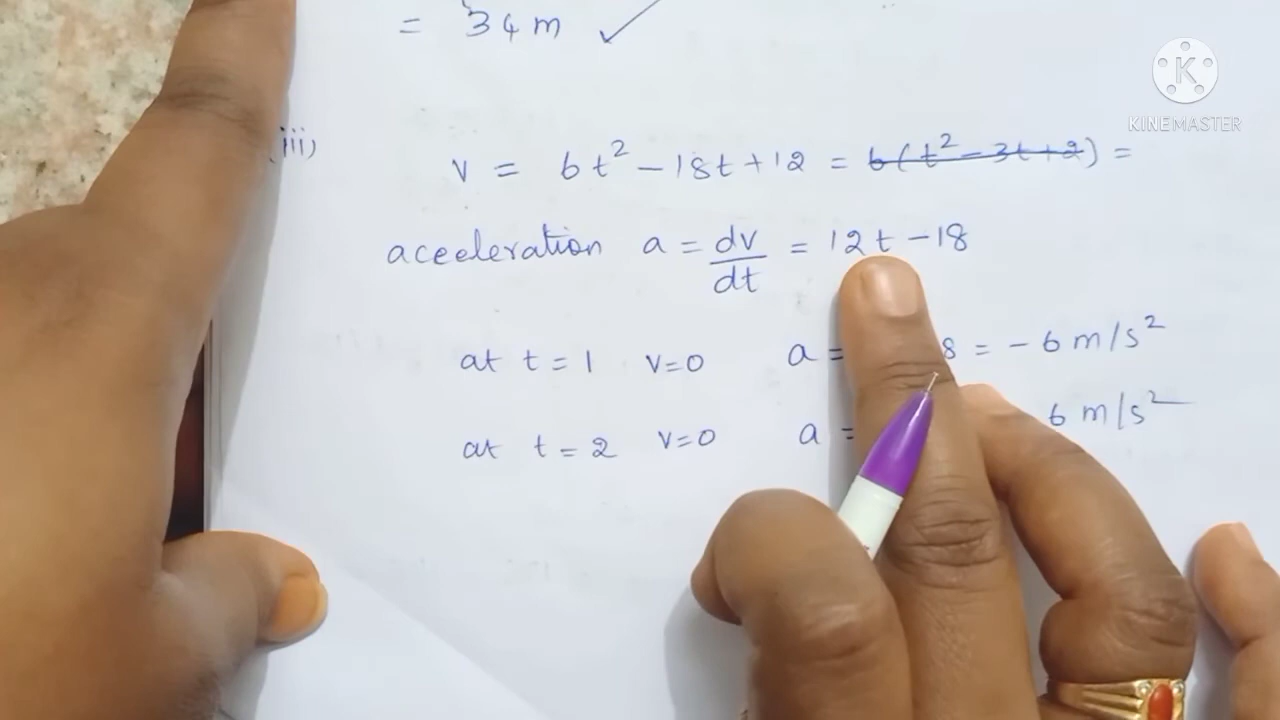 = 34 m ✓
KINEMASTER
iii) v = 6t² - 18t + 12 = 6(t² - 3t + 2) =
aceeleration a = dv/dt = 12t - 18
at t = 1 v=0 a = 8 = - 6 m/s²
at t = 2 v=0 a = 6 m/s²